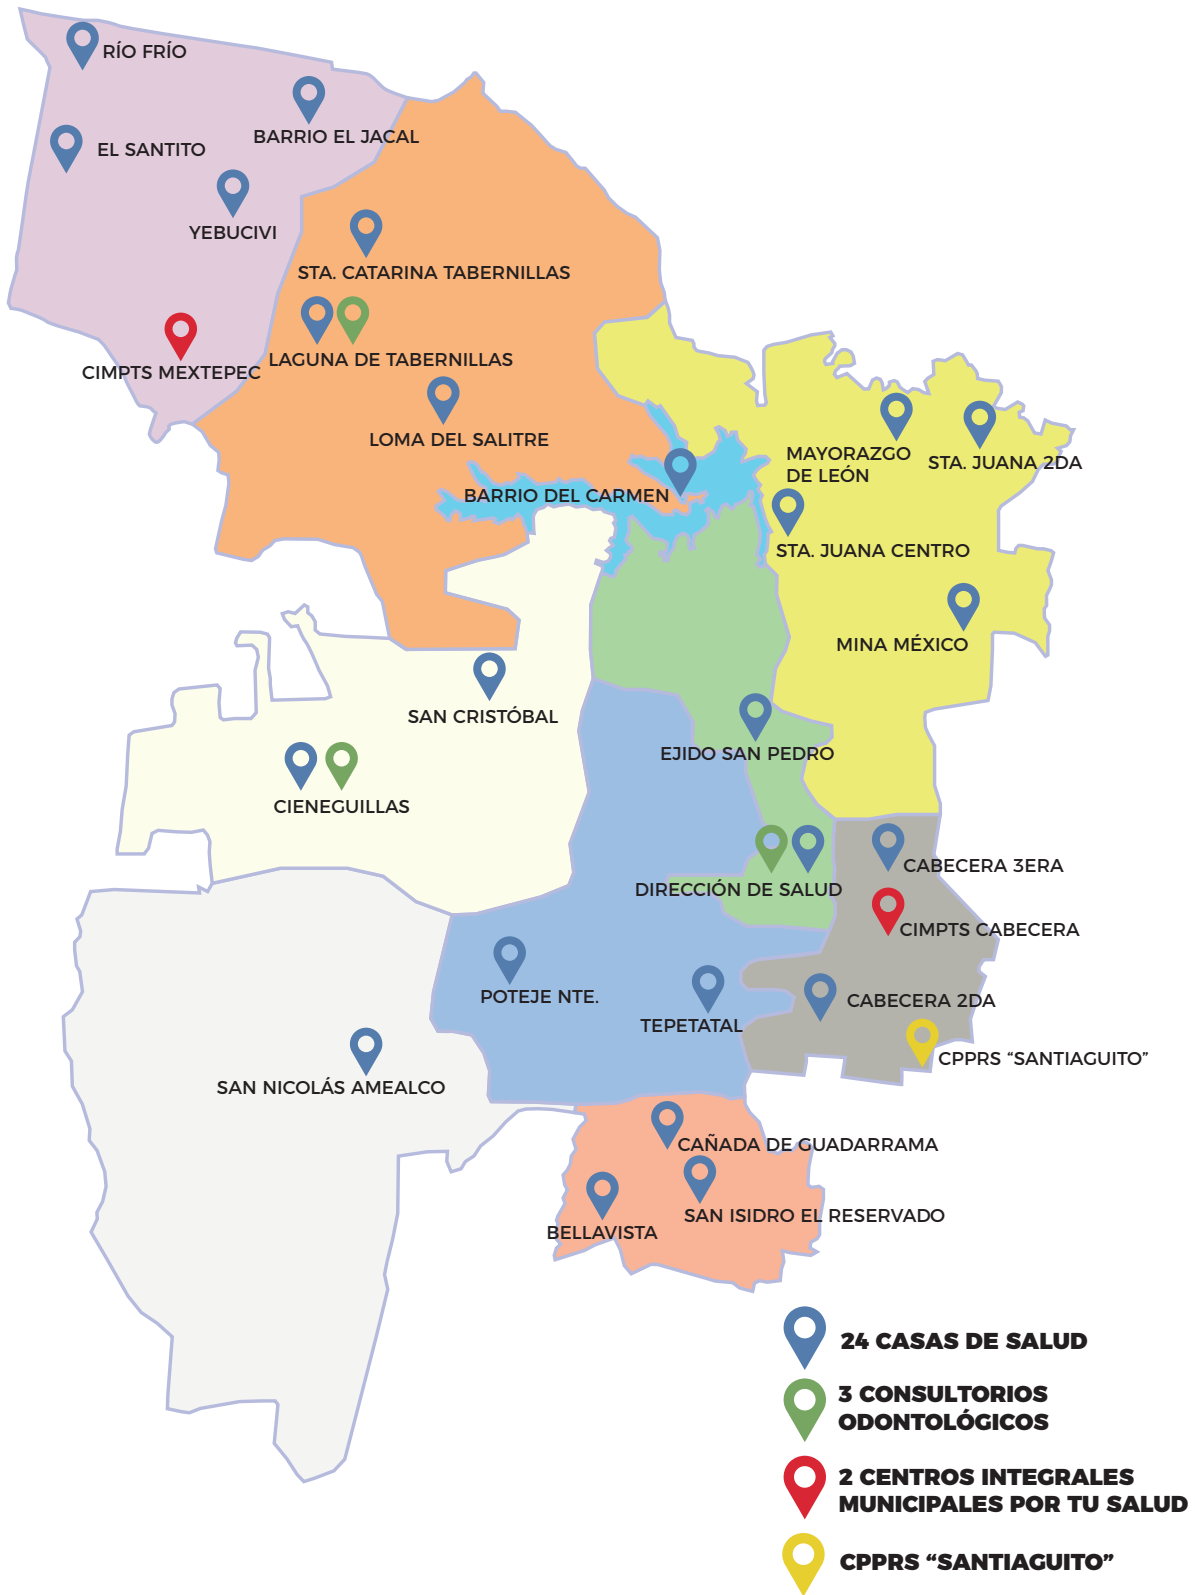 RÍO FRÍO
BARRIO EL JACAL
EL SANTITO
YEBUCIVI
STA. CATARINA TABERNILLAS
LAGUNA DE TABERNILLAS
CIMPTS MEXTEPEC
LOMA DEL SALITRE
MAYORAZGO
DE LEÓN
STA. JUANA 2DA
BARRIO DEL CARMEN
STA. JUANA CENTRO
MINA MÉXICO
SAN CRISTÓBAL
EJIDO SAN PEDRO
CIENEGUILLAS
CABECERA 3ERA
DIRECCIÓN DE SALUD
CIMPTS CABECERA
POTEJE NTE.
CABECERA 2DA
TEPETATAL
CPPRS “SANTIAGUITO”
SAN NICOLÁS AMEALCO
CAÑADA DE GUADARRAMA
SAN ISIDRO EL RESERVADO
BELLAVISTA
24 CASAS DE SALUD
3 CONSULTORIOS
ODONTOLÓGICOS
2 CENTROS INTEGRALES
MUNICIPALES POR TU SALUD
CPPRS “SANTIAGUITO”